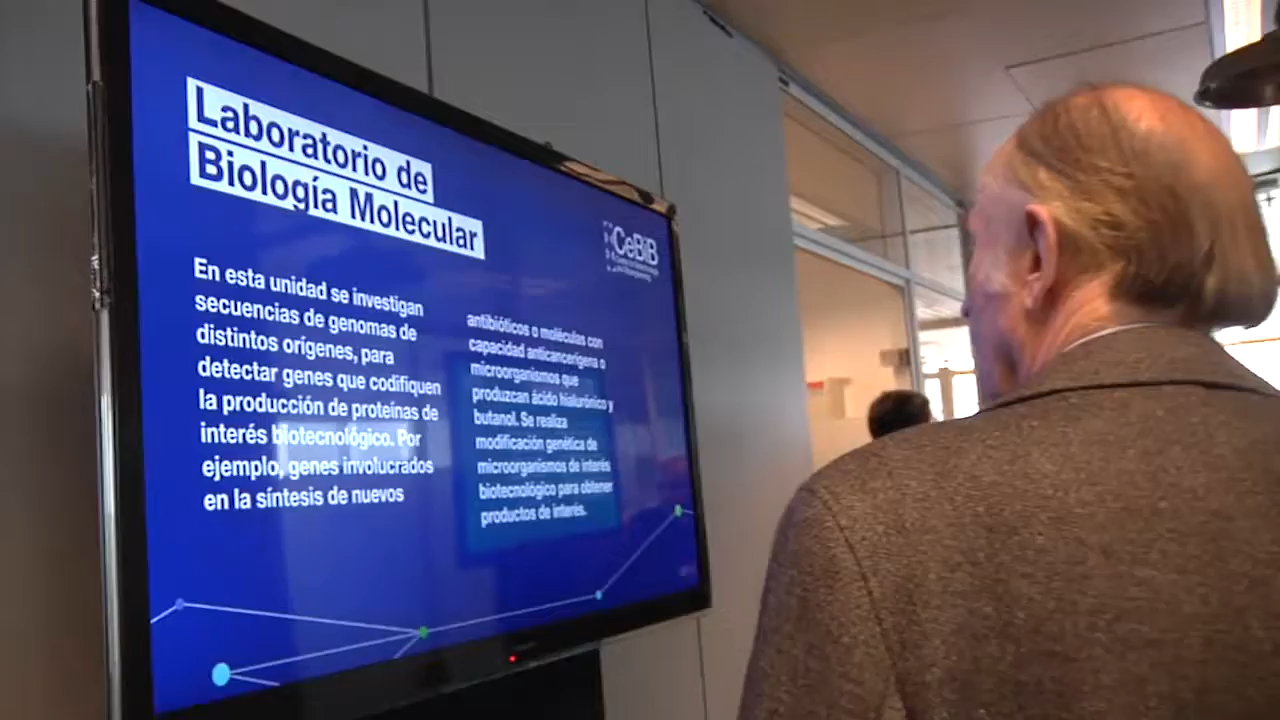 Laboratorio de
Biología Molecular
CeBiB
En esta unidad se investigan
secuencias de genomas de
distintos orígenes, para
detectar genes que codifiquen
la producción de proteínas de
interés biotecnológico. Por
ejemplo, genes involucrados
en la síntesis de nuevos
antibióticos o moléculas con
capacidad anticancerígena o
microorganismos que
produzcan ácido hialurónico y
butanol. Se realiza
modificación genética de
microorganismos de interés
biotecnológico para obtener
productos de interés.